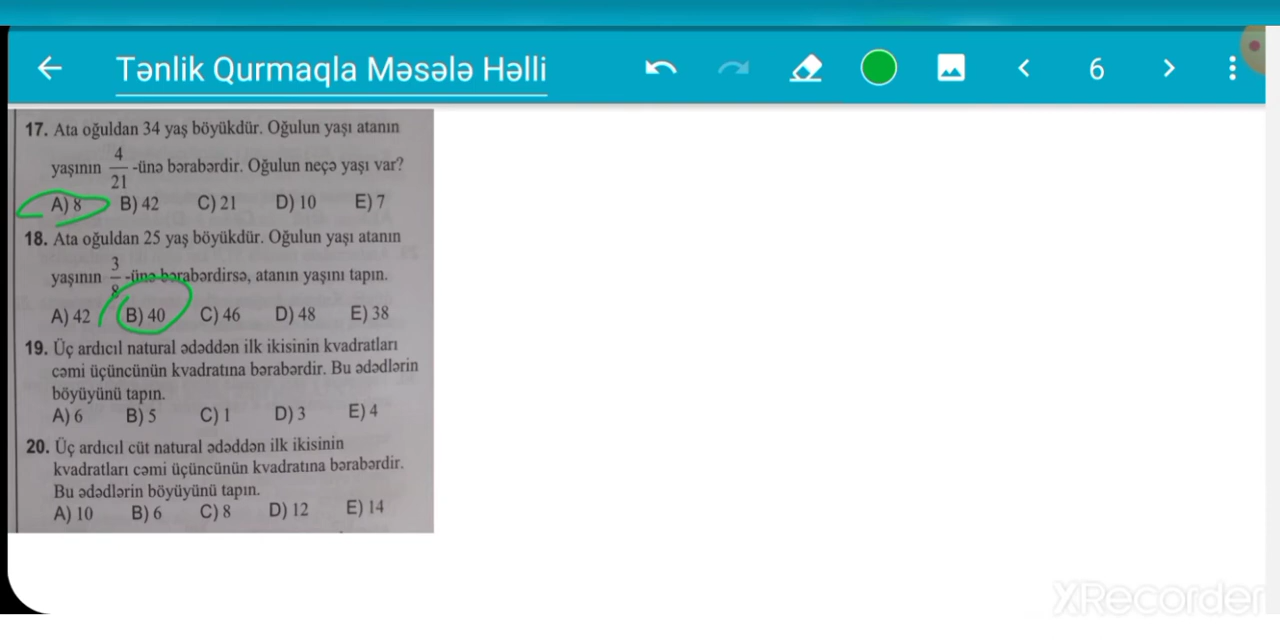 Tənlik Qurmaqla Məsələ Həlli
6
17. Ata oğuldan 34 yaş böyükdür. Oğulun yaşı atanın
yaşının 4/21 -ünə bərabərdir. Oğulun neçə yaşı var?
A) 8 B) 42 C) 21 D) 10 E) 7
18. Ata oğuldan 25 yaş böyükdür. Oğulun yaşı atanın
yaşının 3/8 -ünə bərabərdirsə, atanın yaşını tapın.
A) 42 B) 40 C) 46 D) 48 E) 38
19. Üç ardıcıl natural ədəddən ilk ikisinin kvadratları
cəmi üçüncünün kvadratına bərabərdir. Bu ədədlərin
böyüyünü tapın.
A) 6 B) 5 C) 1 D) 3 E) 4
20. Üç ardıcıl cüt natural ədəddən ilk ikisinin
kvadratları cəmi üçüncünün kvadratına bərabərdir.
Bu ədədlərin böyüyünü tapın.
A) 10 B) 6 C) 8 D) 12 E) 14
XRecorder